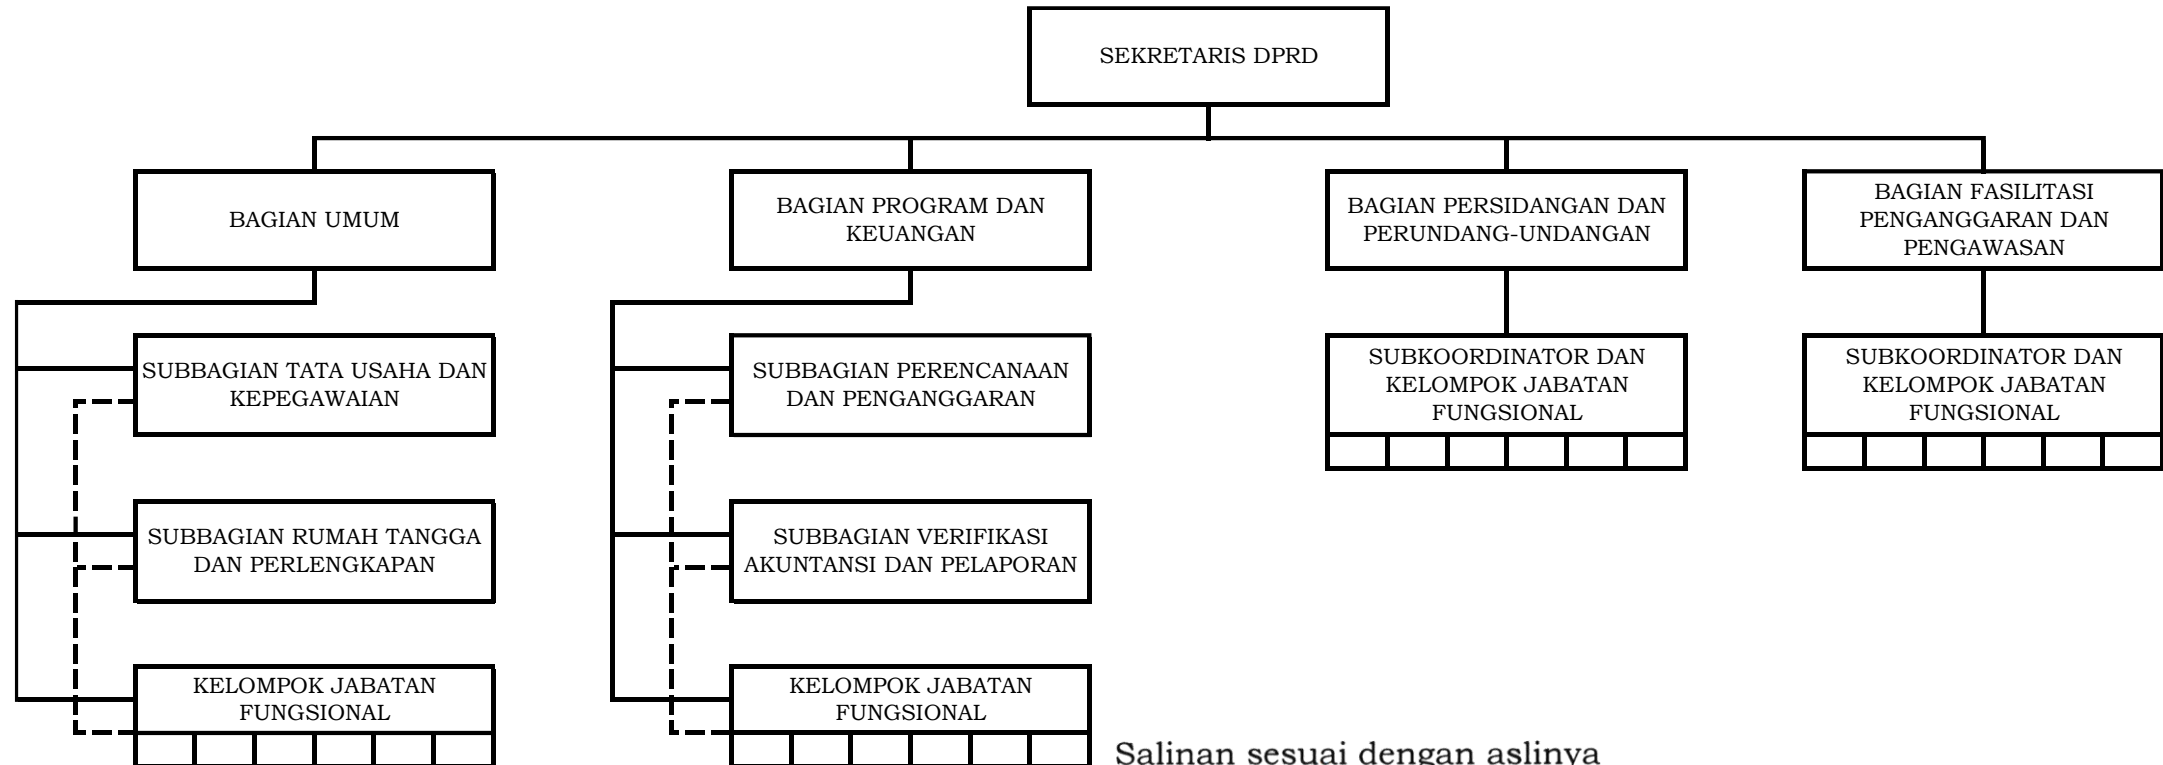 SEKRETARIS DPRD
BAGIAN UMUM
BAGIAN PROGRAM DAN
KEUANGAN
BAGIAN PERSIDANGAN DAN
PERUNDANG-UNDANGAN
BAGIAN FASILITASI
PENGANGGARAN DAN
PENGAWASAN
SUBBAGIAN TATA USAHA DAN
KEPEGAWAIAN
SUBBAGIAN PERENCANAAN
DAN PENGANGGARAN
SUBKOORDINATOR DAN
KELOMPOK JABATAN
FUNGSIONAL
SUBKOORDINATOR DAN
KELOMPOK JABATAN
FUNGSIONAL
SUBBAGIAN RUMAH TANGGA
DAN PERLENGKAPAN
SUBBAGIAN VERIFIKASI
AKUNTANSI DAN PELAPORAN
KELOMPOK JABATAN
FUNGSIONAL
KELOMPOK JABATAN
FUNGSIONAL
Salinan sesuai dengan aslinya